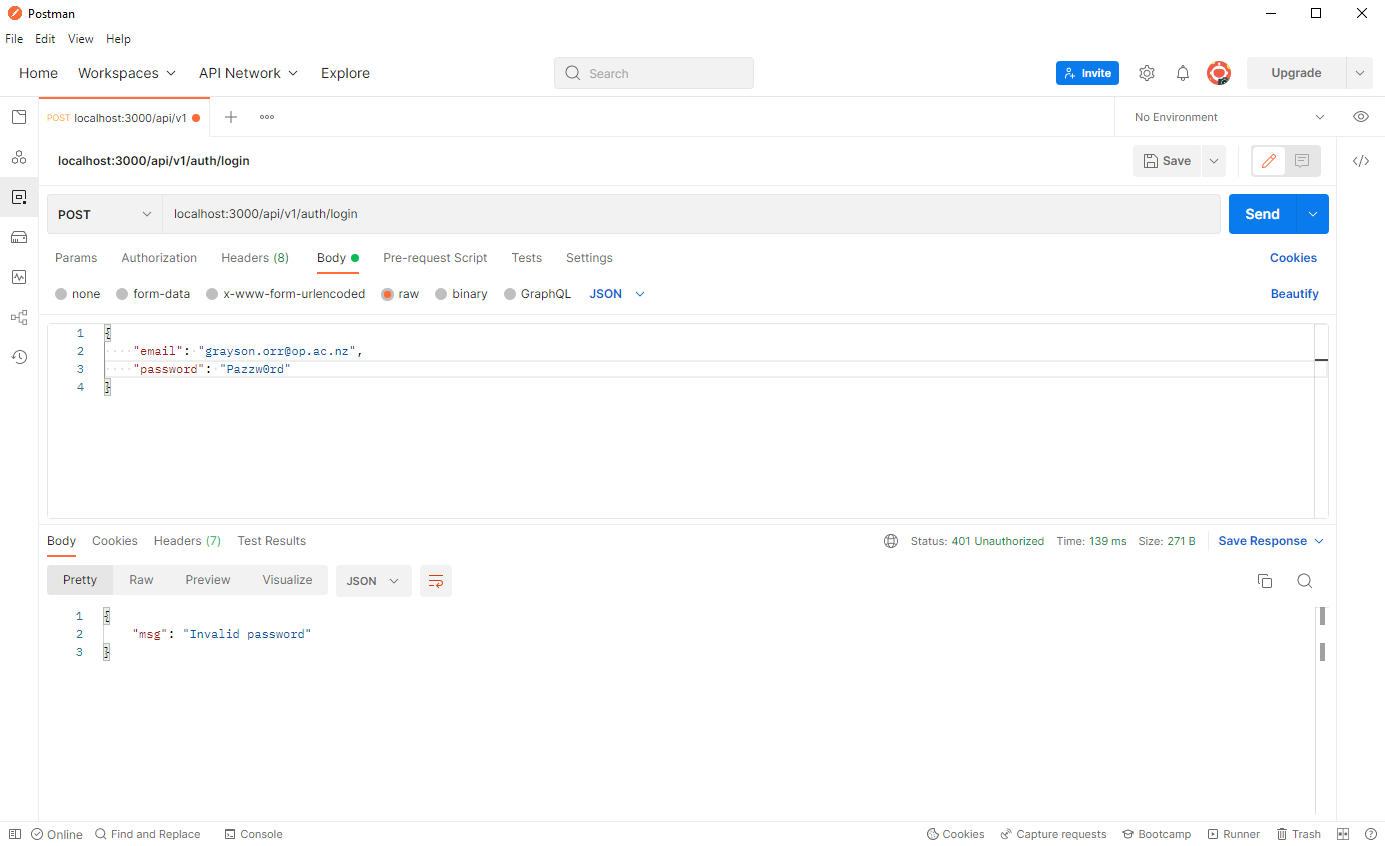 Postman
File Edit View Help
Home Workspaces API Network Explore Search Invite Upgrade
POST localhost:3000/api/v1 No Environment
localhost:3000/api/v1/auth/login Save
POST localhost:3000/api/v1/auth/login Send
Params Authorization Headers (8) Body Pre-request Script Tests Settings Cookies
none form-data x-www-form-urlencoded raw binary GraphQL JSON Beautify
1 {
2 "email": "grayson.orr@op.ac.nz",
3 "password": "Pazzw0rd"
4 }
Body Cookies Headers (7) Test Results Status: 401 Unauthorized Time: 139 ms Size: 271 B Save Response
Pretty Raw Preview Visualize JSON
1 {
2 "msg": "Invalid password"
3 }
Online Find and Replace Console Cookies Capture requests Bootcamp Runner Trash